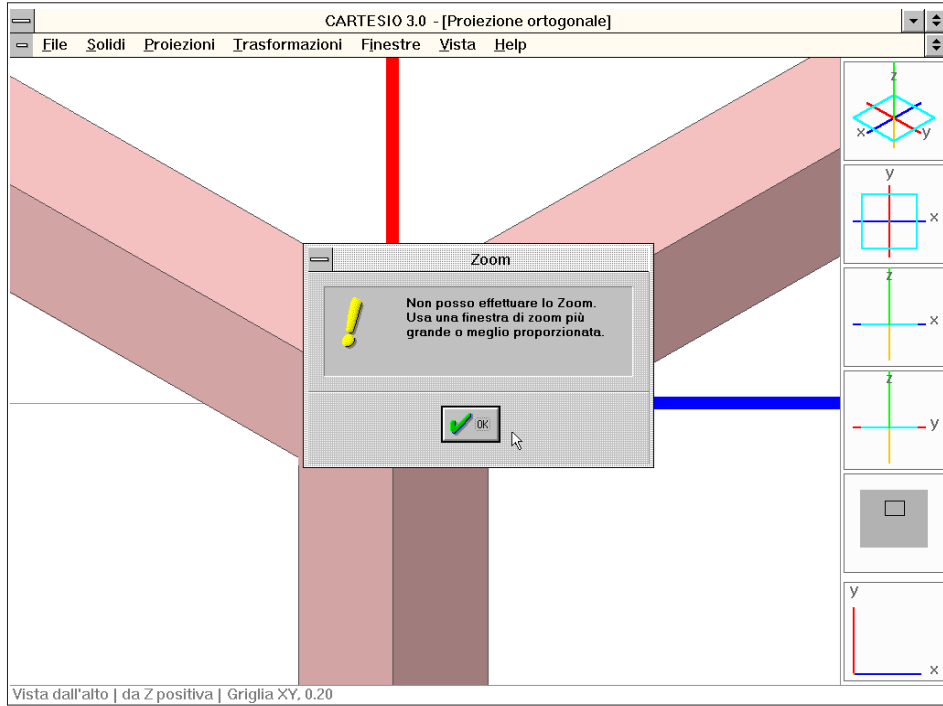 CARTESIO 3.0 - [Proiezione ortogonale]
File Solidi Proiezioni Trasformazioni Finestre Vista Help
z
x y
y
x
z
x
z
y
y
x
Zoom
Non posso effettuare lo Zoom.
Usa una finestra di zoom più
grande o meglio proporzionata.
OK
Vista dall'alto | da Z positiva | Griglia XY, 0.20